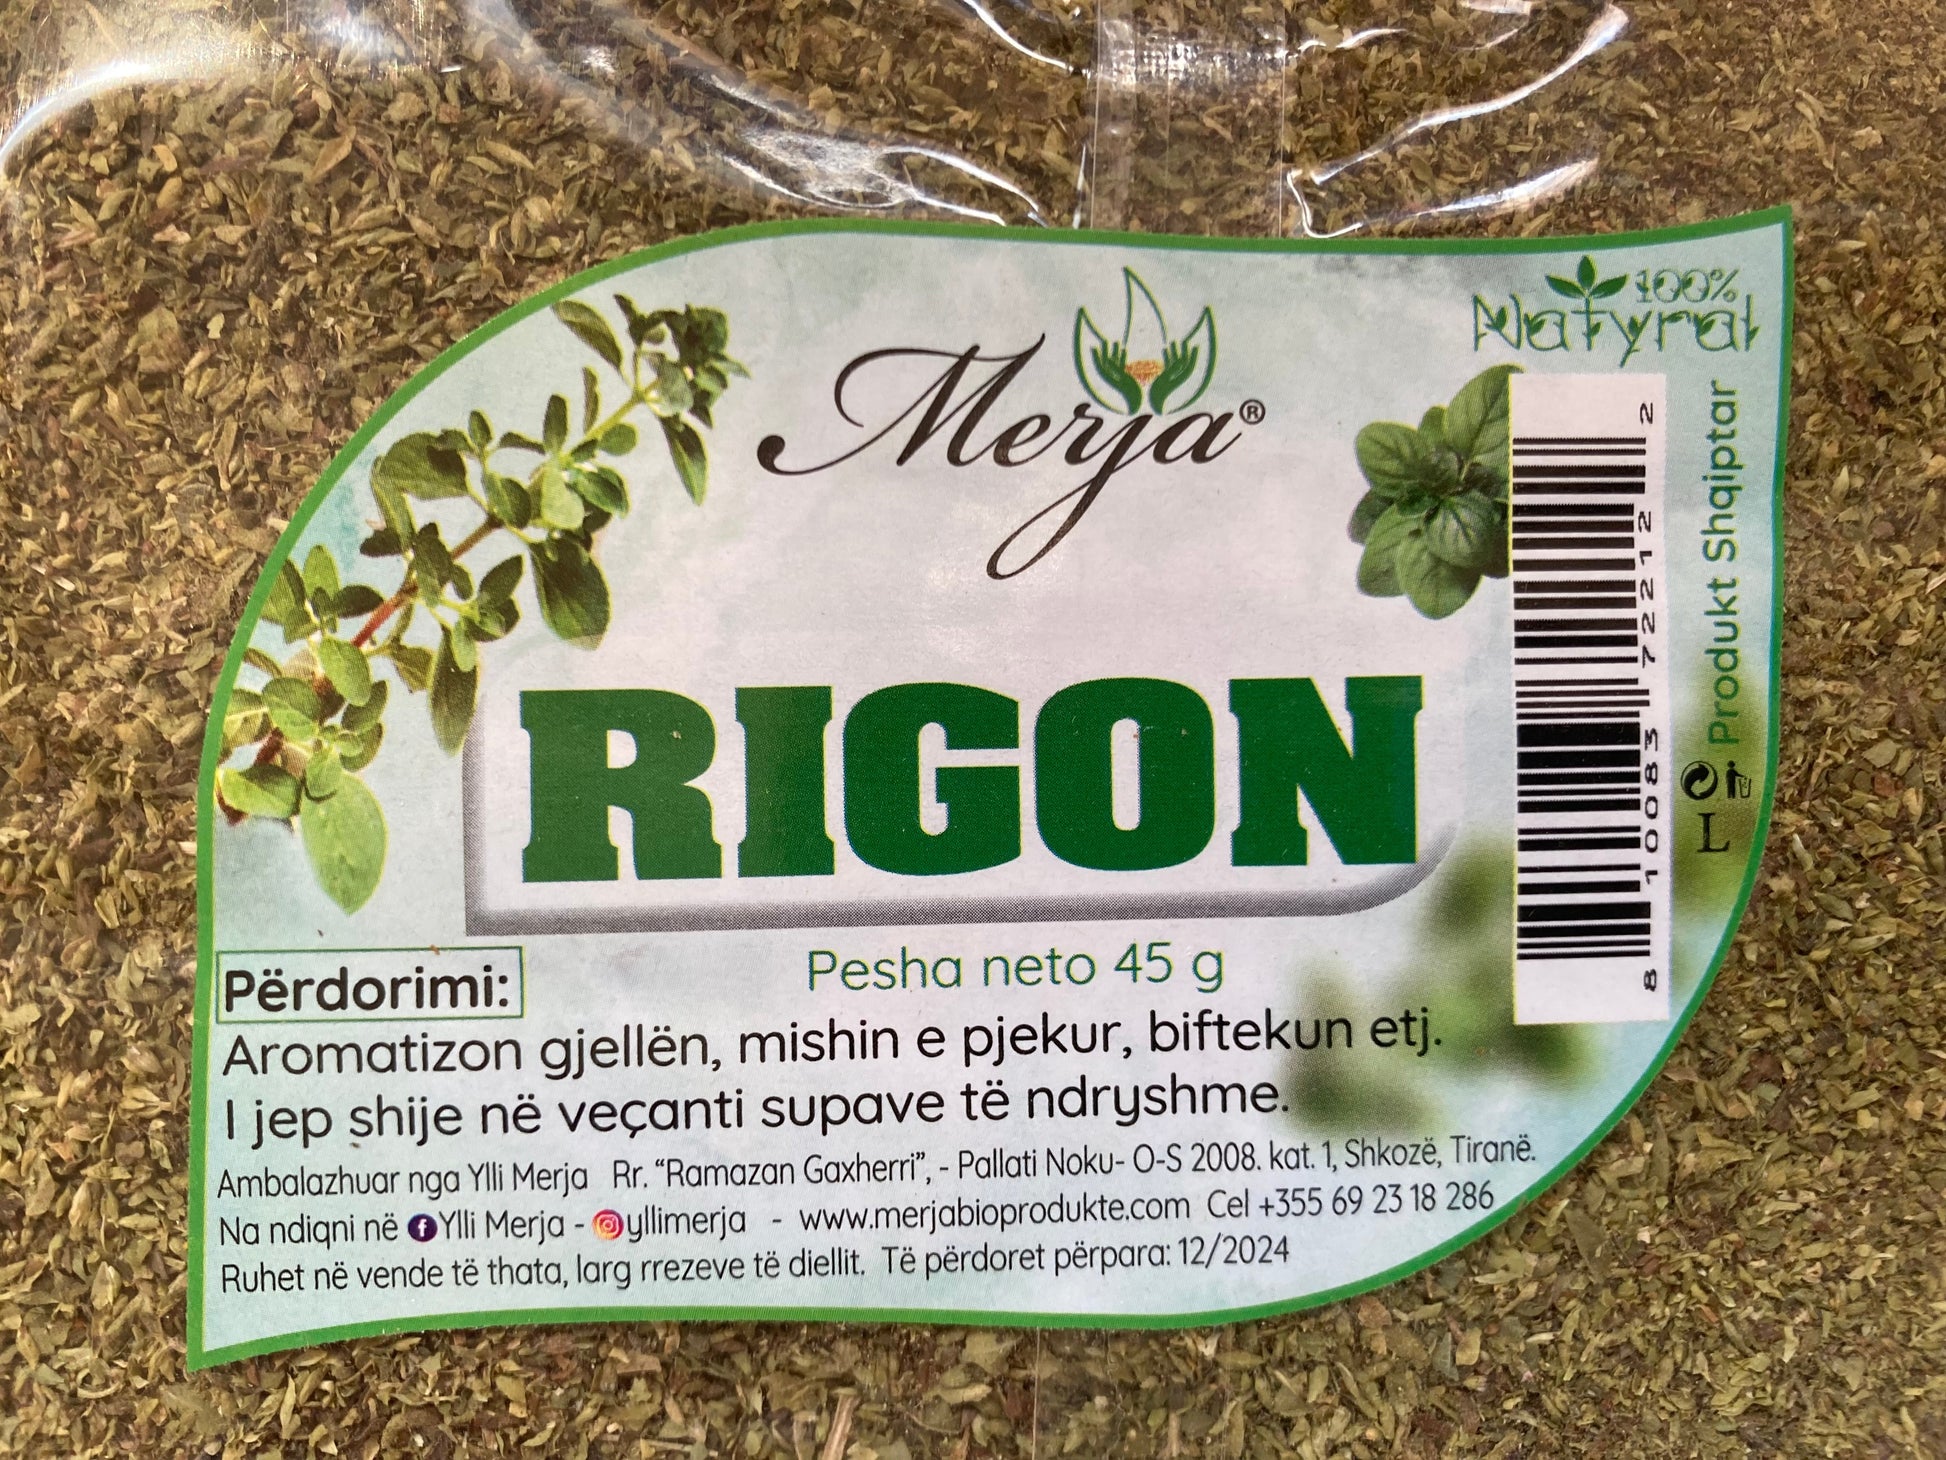 100%
Natyral
Merja®
RIGON
Pesha neto 45 g
Përdorimi:
Aromatizon gjellën, mishin e pjekur, biftekun etj.
I jep shije në veçanti supave të ndryshme.
Ambalazhuar nga Ylli Merja Rr. “Ramazan Gaxherri”, - Pallati Noku- O-S 2008. kat. 1, Shkozë, Tiranë.
Na ndiqni në Ylli Merja - yllimerja - www.merjabioprodukte.com Cel +355 69 23 18 286
Ruhet në vende të thata, larg rrezeve të diellit. Të përdoret përpara: 12/2024
8 10083 72212 2
L Produkt Shqiptar